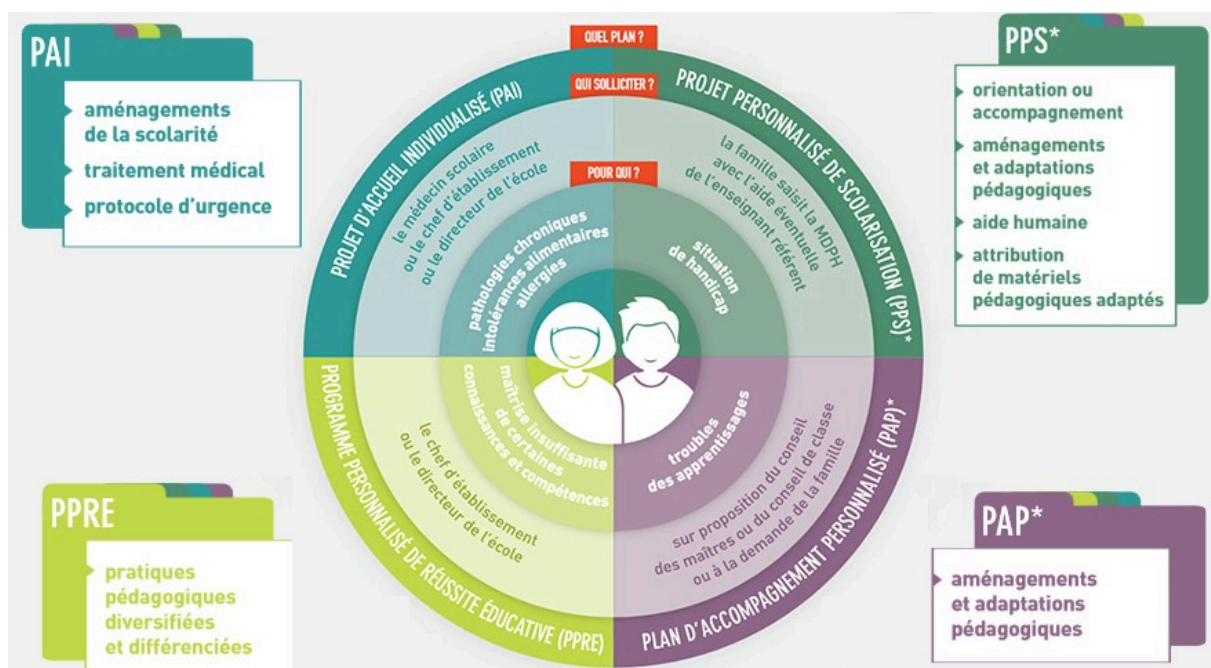 PAI
aménagements
de la scolarité
traitement médical
protocole d'urgence
QUEL PLAN ?
QUI SOLLICITER ?
POUR QUI ?
PROJET D'ACCUEIL INDIVIDUALISÉ (PAI)
le médecin scolaire
ou le chef d'établissement
ou le directeur de l'école
pathologies chroniques
intolérances alimentaires
allergies
PROJET PERSONNALISÉ DE SCOLARISATION (PPS)*
la famille saisit la MDPH
avec l'aide éventuelle
de l'enseignant référent
situation
de handicap
PPS*
orientation ou
accompagnement
aménagements
et adaptations
pédagogiques
aide humaine
attribution
de matériels
pédagogiques adaptés
PPRE
pratiques
pédagogiques
diversifiées
et différenciées
PROGRAMME PERSONNALISÉ DE RÉUSSITE ÉDUCATIVE (PPRE)
le chef d'établissement
ou le directeur de l'école
maîtrise insuffisante
de certaines
connaissances et compétences
PLAN D'ACCOMPAGNEMENT PERSONNALISÉ (PAP)*
sur proposition du conseil
des maîtres ou du conseil de classe
ou à la demande de la famille
troubles
des apprentissages
PAP*
aménagements
et adaptations
pédagogiques